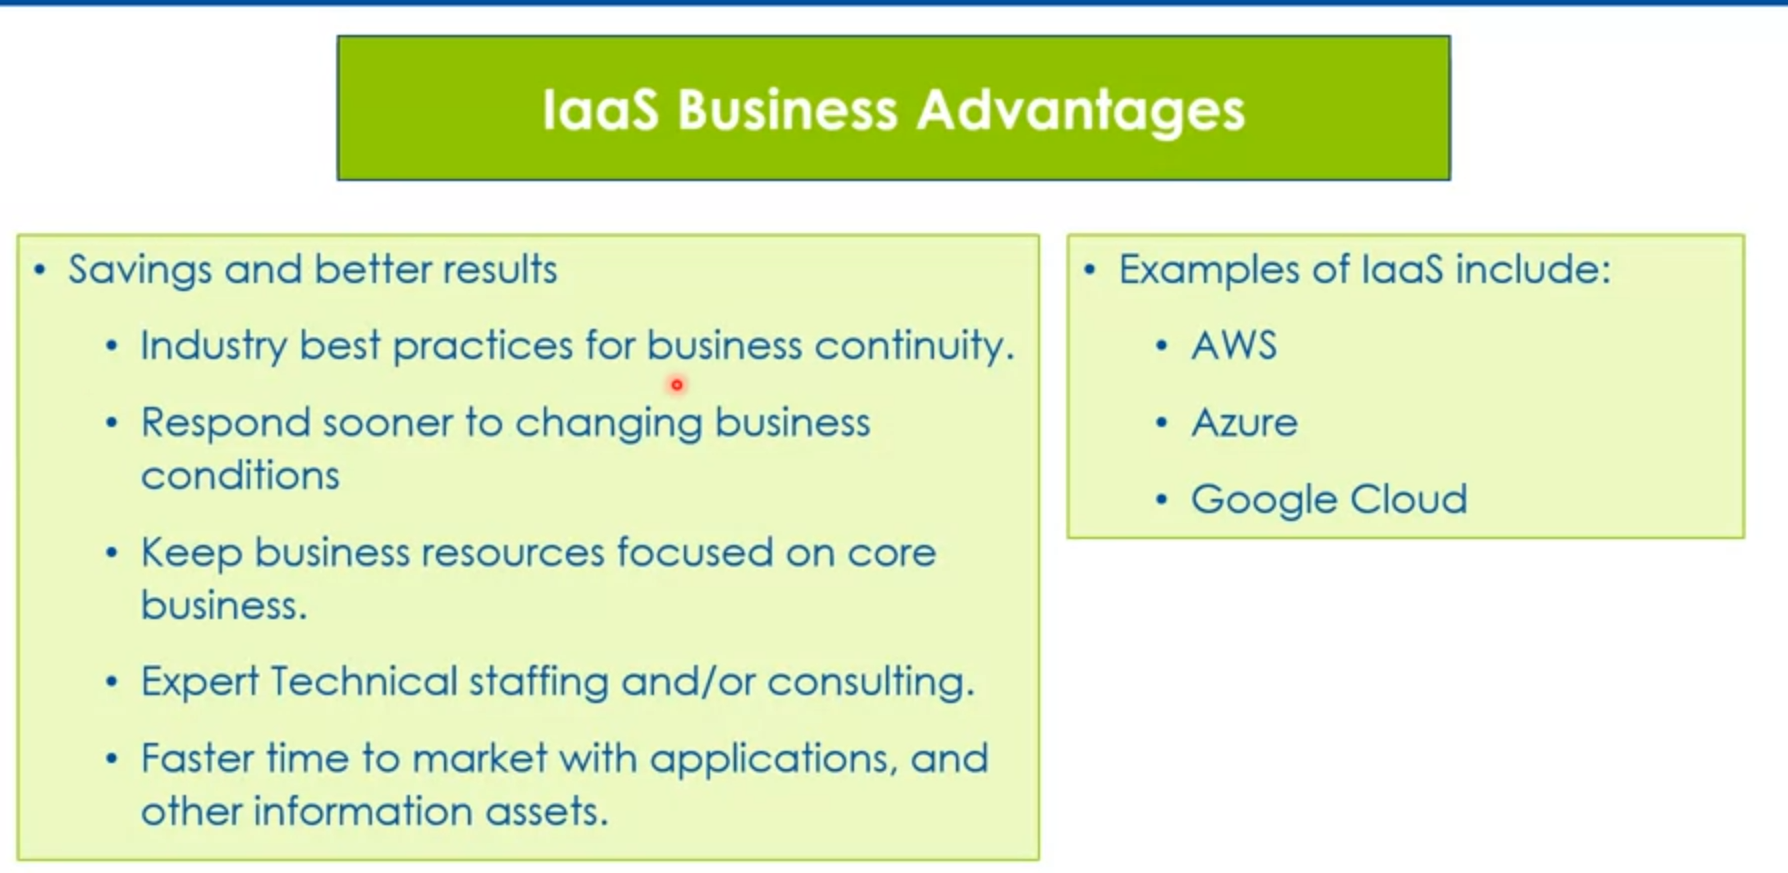 IaaS Business Advantages
• Savings and better results
• Industry best practices for business continuity.
• Respond sooner to changing business
conditions
• Keep business resources focused on core
business.
• Expert Technical staffing and/or consulting.
• Faster time to market with applications, and
other information assets.
• Examples of IaaS include:
• AWS
• Azure
• Google Cloud